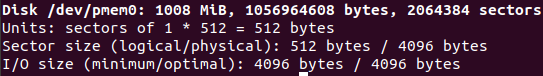 Disk /dev/pmem0: 1008 MiB, 1056964608 bytes, 2064384 sectors
Units: sectors of 1 * 512 = 512 bytes
Sector size (logical/physical): 512 bytes / 4096 bytes
I/O size (minimum/optimal): 4096 bytes / 4096 bytes